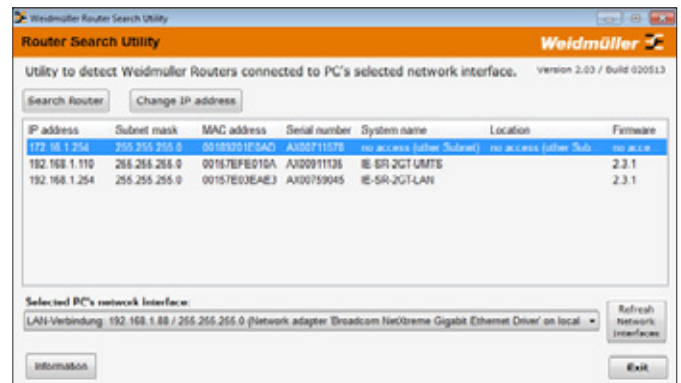 Weidmüller Router Search Utility
Router Search Utility
Weidmüller
Utility to detect Weidmuller Routers connected to PC's selected network interface.
Version 2.03 / Build 020513
Search Router
Change IP address
IP address Subnet mask MAC address Serial number System name Location Firmware
172.16.1.254 255.255.255.0 00189201E0AD AX00711578 no access (other Subnet) no access (other Sub... no acce...
192.168.1.110 255.255.255.0 00157EFE010A AX00911126 IE-SR-2GT-UMTS 2.3.1
192.168.1.254 255.255.255.0 00157E03EAE3 AX00759045 IE-SR-2GT-LAN 2.3.1
Selected PC's network interface:
LAN-Verbindung: 192.168.1.88 / 255.255.255.0 (Network adapter 'Broadcom NetXtreme Gigabit Ethernet Driver' on local
Refresh
Network
Interfaces
Information
Exit